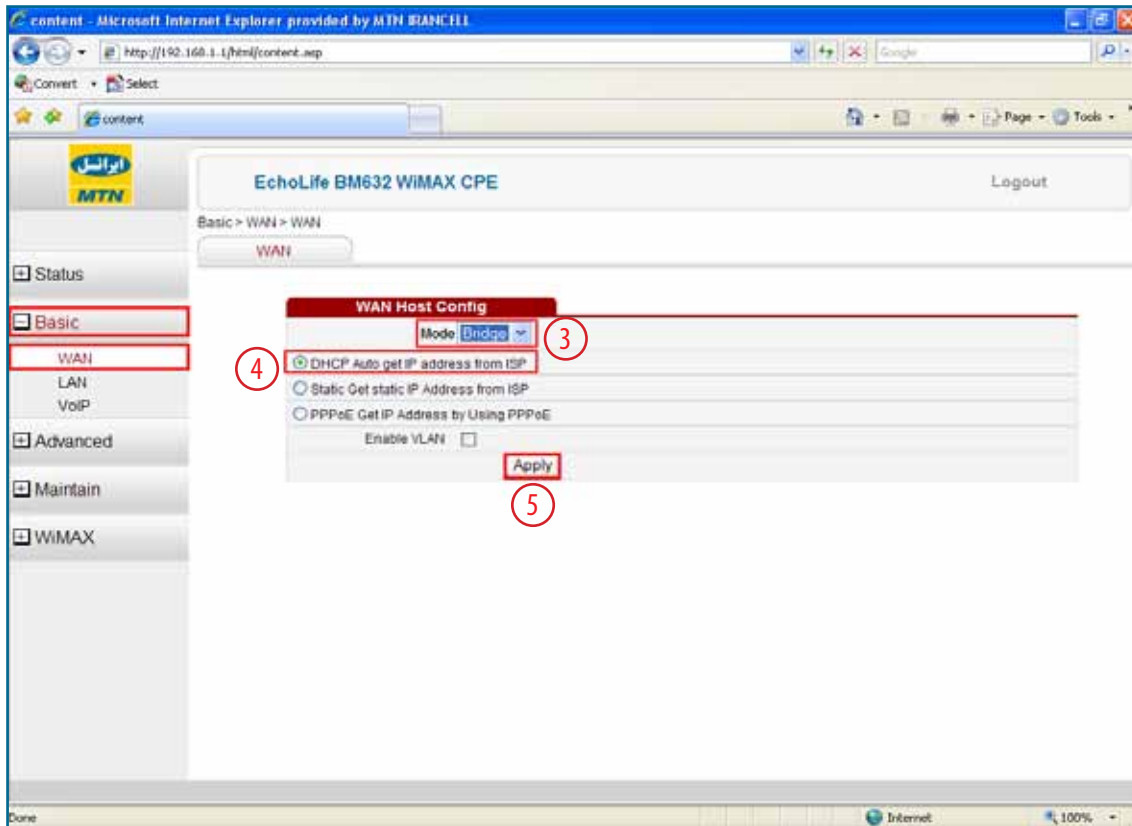 content - Microsoft Internet Explorer provided by MTN IRANCELL
http://192.168.1.1/html/content.asp
Google
Convert Select
content
Page Tools
ایرانسل
MTN
EchoLife BM632 WiMAX CPE
Logout
Basic > WAN > WAN
WAN
Status
Basic
WAN
LAN
VoIP
Advanced
Maintain
WiMAX
WAN Host Config
Mode Bridge
3
4
DHCP Auto get IP address from ISP
Static Get static IP Address from ISP
PPPoE Get IP Address by Using PPPoE
Enable VLAN
Apply
5
Done
Internet
100%